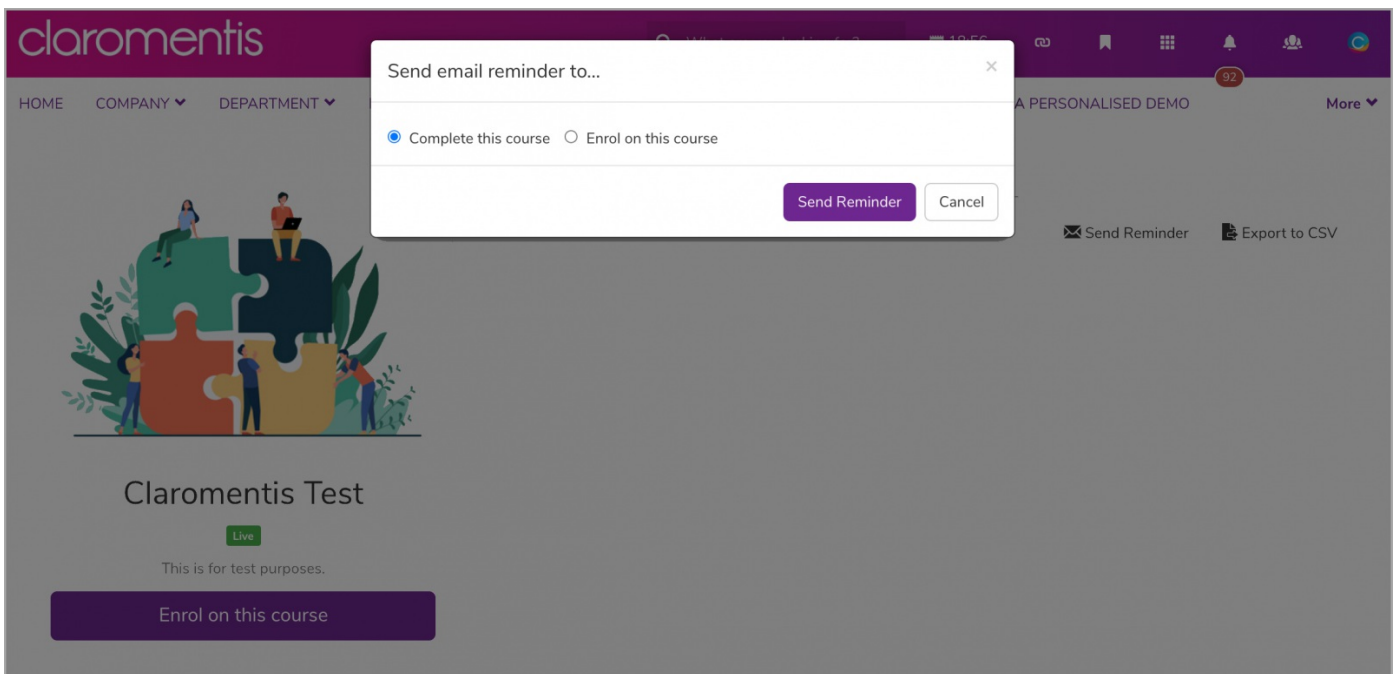 claromentis
18:56
92
Send email reminder to...
×
HOME COMPANY DEPARTMENT
A PERSONALISED DEMO More
Complete this course Enrol on this course
Send Reminder Cancel
Send Reminder Export to CSV
Claromentis Test
Live
This is for test purposes.
Enrol on this course